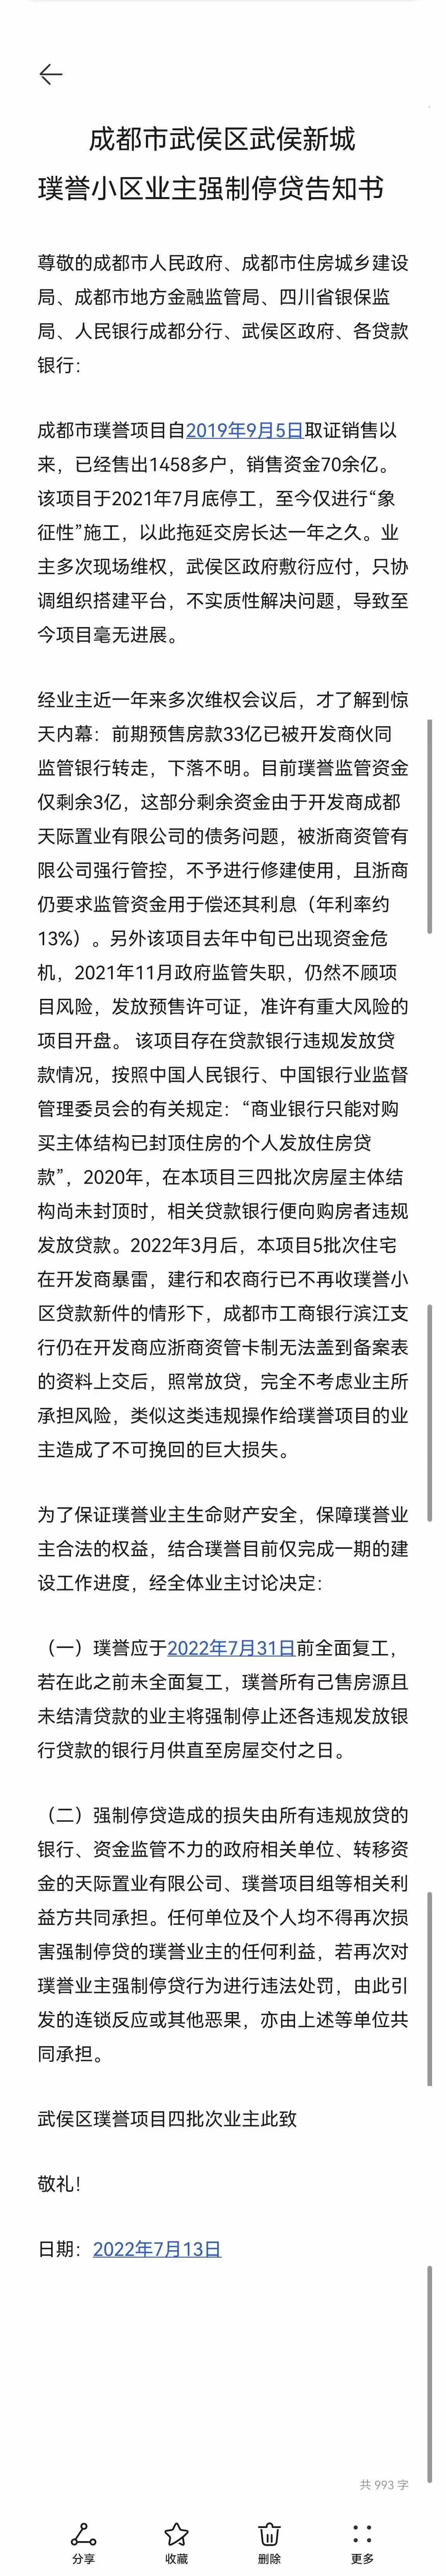 成都市武侯区武侯新城
璞誉小区业主强制停贷告知书
尊敬的成都市人民政府、成都市住房城乡建设
局、成都市地方金融监管局、四川省银保监
局、人民银行成都分行、武侯区政府、各贷款
银行：
成都市璞誉项目自2019年9月5日取证销售以
来，已经售出1458多户，销售资金70余亿。
该项目于2021年7月底停工，至今仅进行“象
征性”施工，以此拖延交房长达一年之久。业
主多次现场维权，武侯区政府敷衍应付，只协
调组织搭建平台，不实质性解决问题，导致至
今项目毫无进展。
经业主近一年来多次维权会议后，才了解到惊
天内幕：前期预售房款33亿已被开发商伙同
监管银行转走，下落不明。目前璞誉监管资金
仅剩余3亿，这部分剩余资金由于开发商成都
天际置业有限公司的债务问题，被浙商资管有
限公司强行管控，不予进行修建使用，且浙商
仍要求监管资金用于偿还其利息（年利率约
13%）。另外该项目去年中旬已出现资金危
机，2021年11月政府监管失职，仍然不顾项
目风险，发放预售许可证，准许有重大风险的
项目开盘。 该项目存在贷款银行违规发放贷
款情况，按照中国人民银行、中国银行业监督
管理委员会的有关规定：“商业银行只能对购
买主体结构已封顶住房的个人发放住房贷
款”，2020年，在本项目三四批次房屋主体结
构尚未封顶时，相关贷款银行便向购房者违规
发放贷款。2022年3月后，本项目5批次住宅
在开发商暴雷，建行和农商行已不再收璞誉小
区贷款新件的情形下，成都市工商银行滨江支
行仍在开发商应浙商资管卡制无法盖到备案表
的资料上交后，照常放贷，完全不考虑业主所
承担风险，类似这类违规操作给璞誉项目的业
主造成了不可挽回的巨大损失。
为了保证璞誉业主生命财产安全，保障璞誉业
主合法的权益，结合璞誉目前仅完成一期的建
设工作进度，经全体业主讨论决定：
（一）璞誉应于2022年7月31日前全面复工，
若在此之前未全面复工，璞誉所有已售房源且
未结清贷款的业主将强制停止还各违规发放银
行贷款的银行月供直至房屋交付之日。
（二）强制停贷造成的损失由所有违规放贷的
银行、资金监管不力的政府相关单位、转移资
金的天际置业有限公司、璞誉项目组等相关利
益方共同承担。任何单位及个人均不得再次损
害强制停贷的璞誉业主的任何利益，若再次对
璞誉业主强制停贷行为进行违法处罚，由此引
发的连锁反应或其他恶果，亦由上述等单位共
同承担。
武侯区璞誉项目四批次业主此致
敬礼！
日期：2022年7月13日
共 993 字
分享 收藏 删除 更多